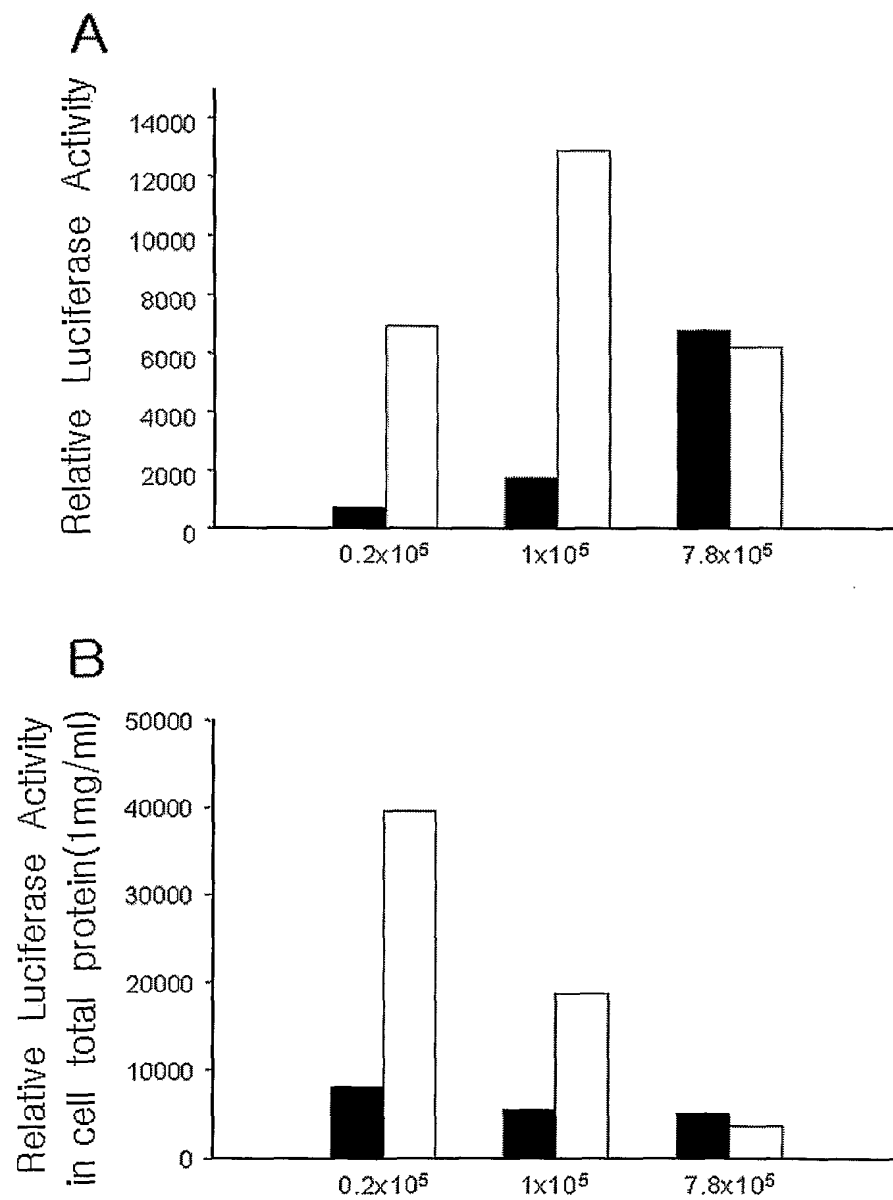 A
Relative Luciferase Activity
14000
12000
10000
8000
6000
4000
2000
0
0.2x10⁵
1x10⁵
7.8x10⁵
B
Relative Luciferase Activity
in cell total protein(1mg/ml)
50000
40000
30000
20000
10000
0
0.2x10⁵
1x10⁵
7.8x10⁵